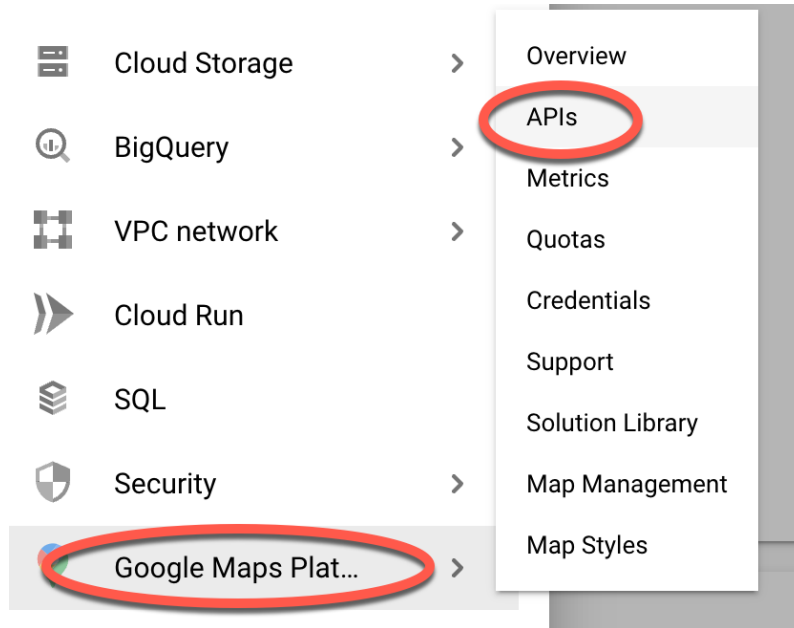 Cloud Storage
BigQuery
VPC network
Cloud Run
SQL
Security
Google Maps Plat...
Overview
APIs
Metrics
Quotas
Credentials
Support
Solution Library
Map Management
Map Styles